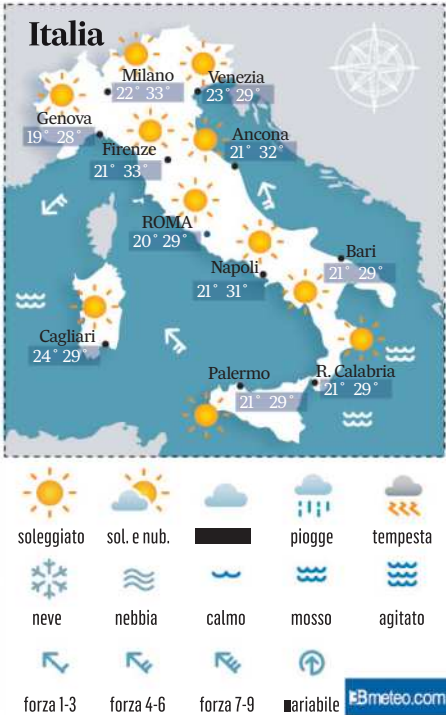 Italia
Milano
22° 33°
Venezia
23° 29°
Genova
19° 28°
Firenze
21° 33°
Ancona
21° 32°
ROMA
20° 29°
Napoli
21° 31°
Bari
21° 29°
Cagliari
24° 29°
Palermo
21° 29°
R. Calabria
21° 29°
soleggiato sol. e nub. piogge tempesta
neve nebbia calmo mosso agitato
forza 1-3 forza 4-6 forza 7-9 ariabile
3Bmeteo.com